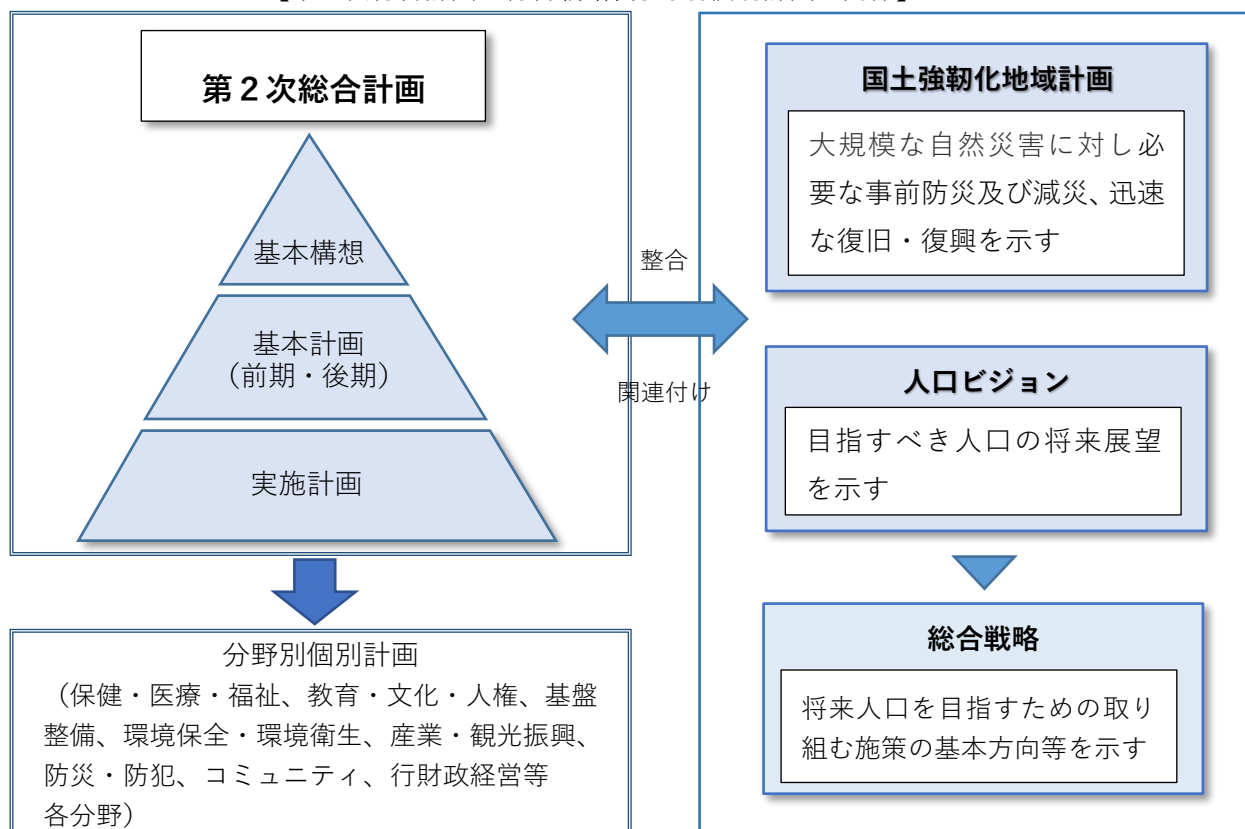 第２次総合計画
基本構想
基本計画
（前期・後期）
実施計画
分野別個別計画
（保健・医療・福祉、教育・文化・人権、基盤
整備、環境保全・環境衛生、産業・観光振興、
防災・防犯、コミュニティ、行財政経営等
各分野）
整合
関連付け
国土強靭化地域計画
大規模な自然災害に対し必
要な事前防災及び減災、迅速
な復旧・復興を示す
人口ビジョン
目指すべき人口の将来展望
を示す
総合戦略
将来人口を目指すための取り
組む施策の基本方向等を示す